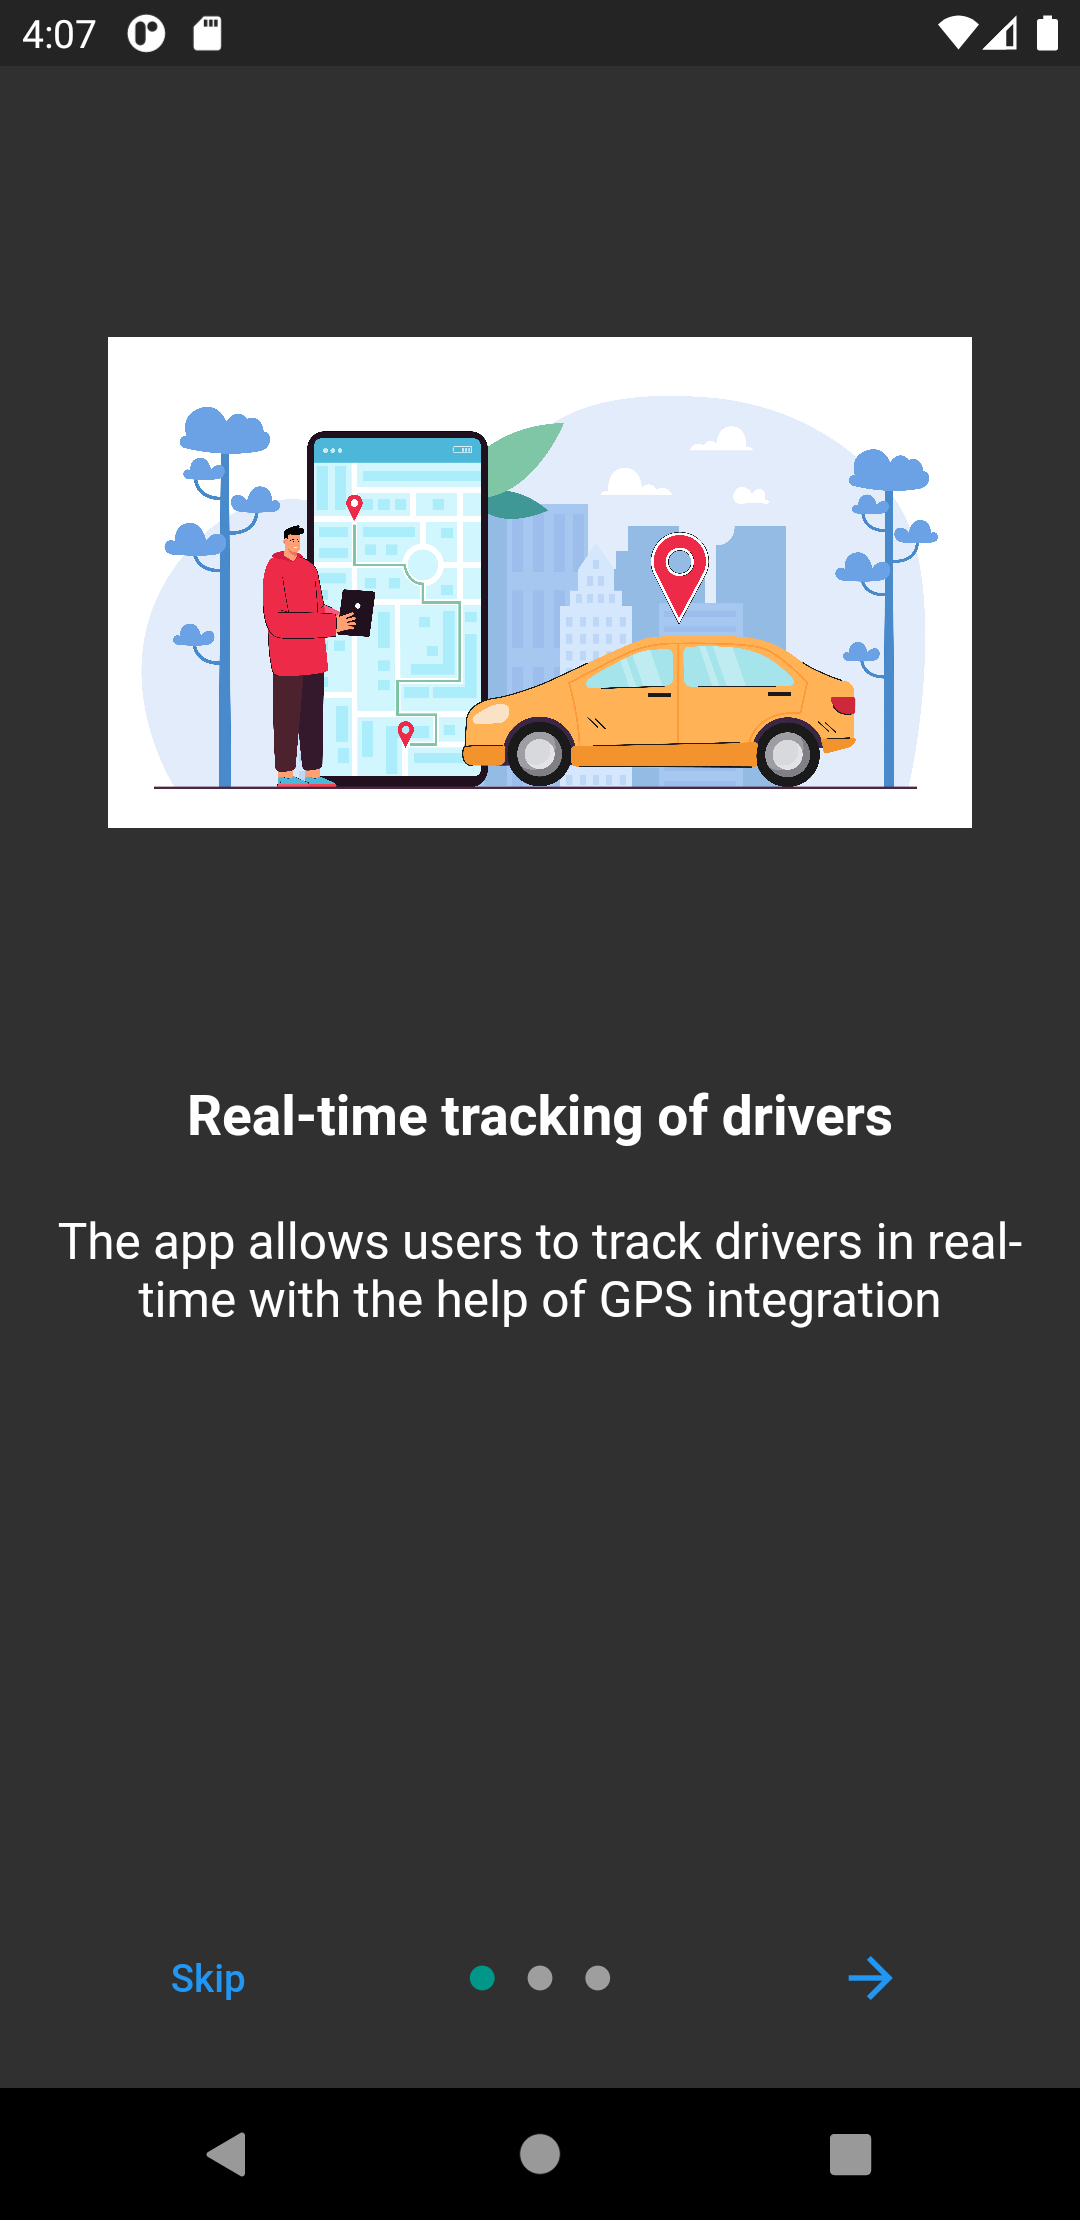 4:07
Real-time tracking of drivers
The app allows users to track drivers in real-
time with the help of GPS integration
Skip